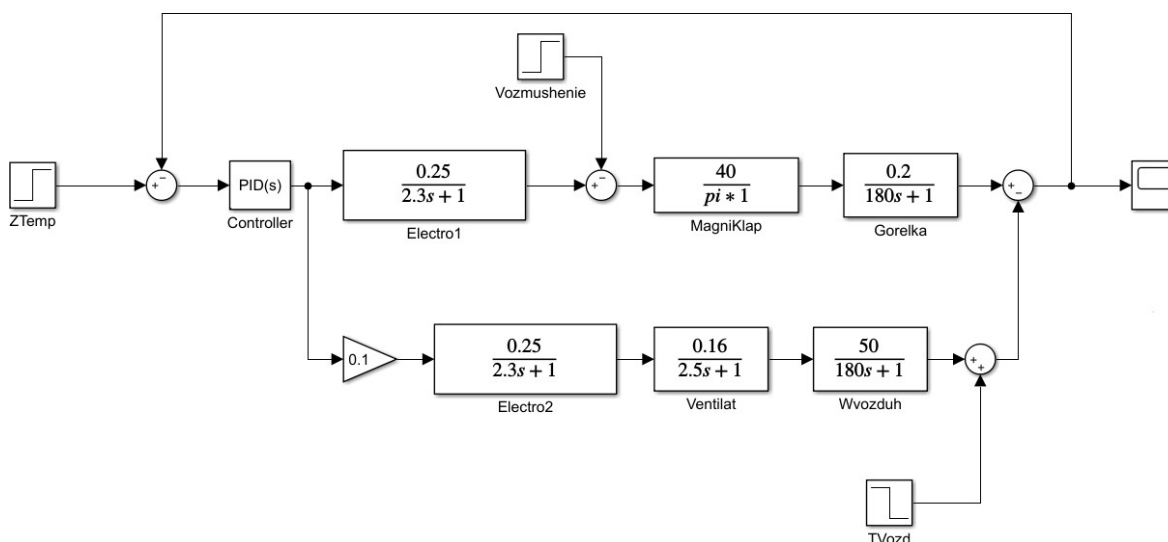 Vozmushenie
ZTemp
+
−
PID(s)
Controller
0.25
2.3s + 1
Electro1
+
−
40
pi * 1
MagniKlap
0.2
180s + 1
Gorelka
+
−
0.1
0.25
2.3s + 1
Electro2
0.16
2.5s + 1
Ventilat
50
180s + 1
Wvozduh
+
+
TVozd